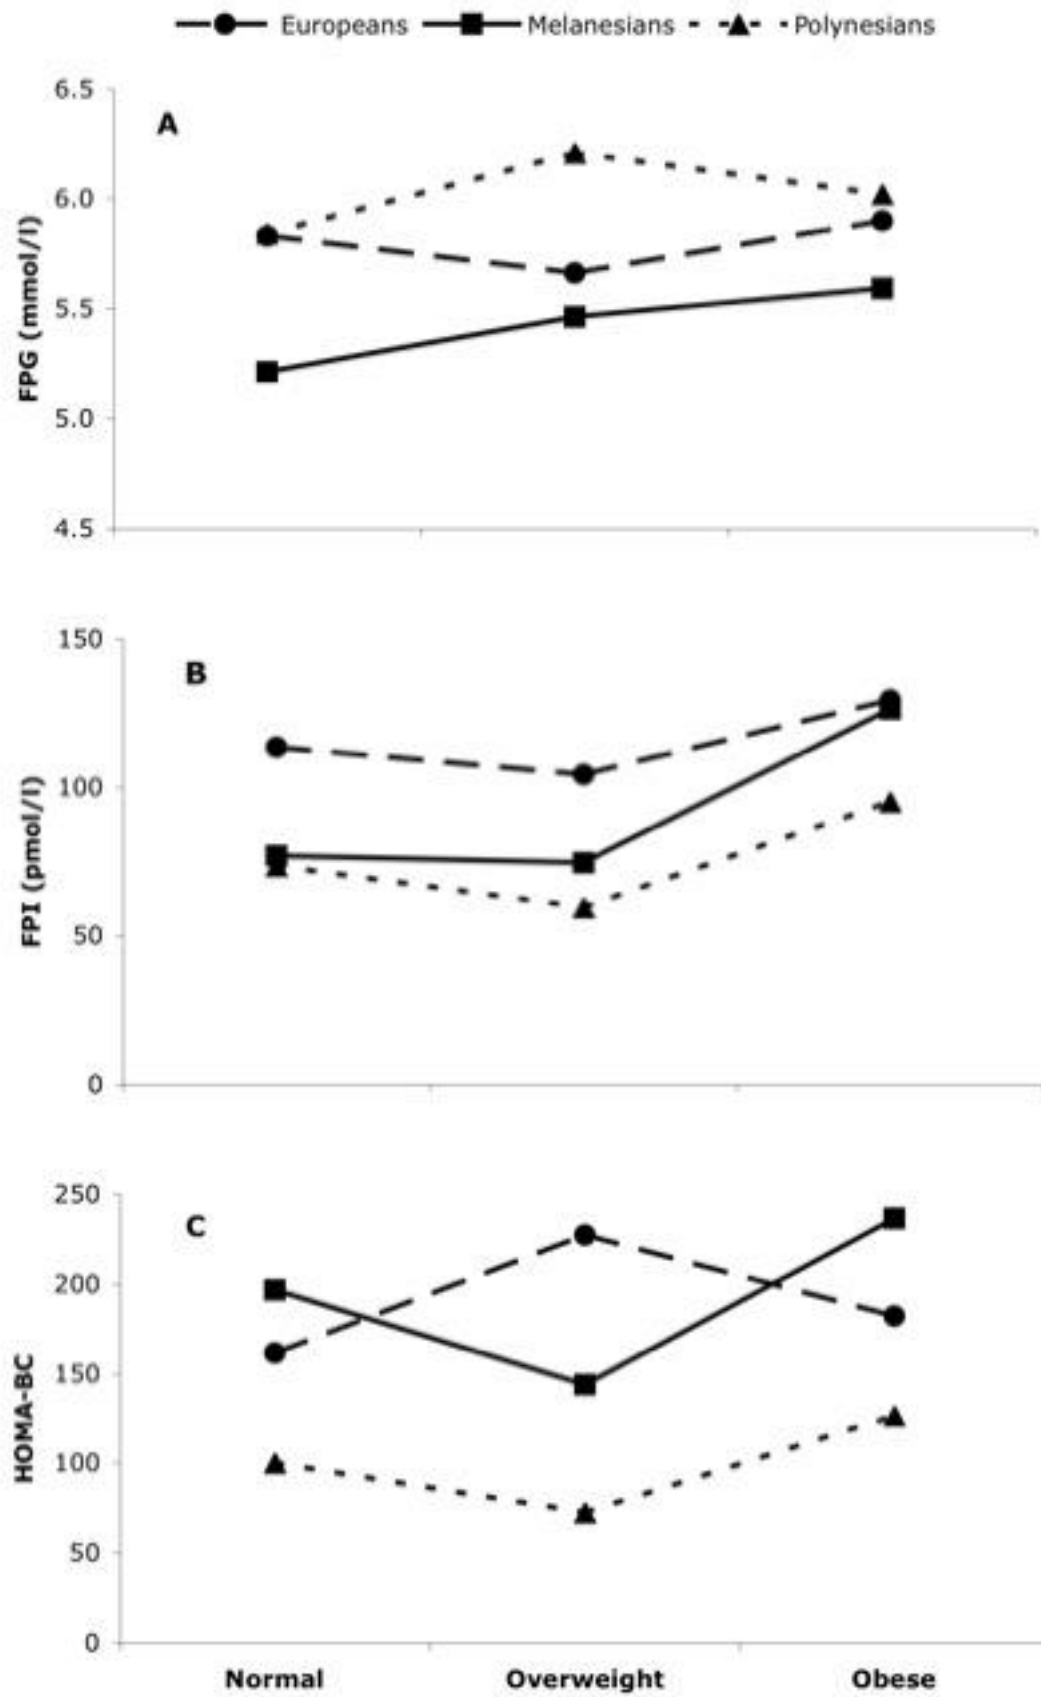 Europeans Melanesians Polynesians
A
6.5
6.0
5.5
5.0
4.5
FPG (mmol/l)
B
150
100
50
0
FPI (pmol/l)
C
250
200
150
100
50
0
HOMA-BC
Normal Overweight Obese